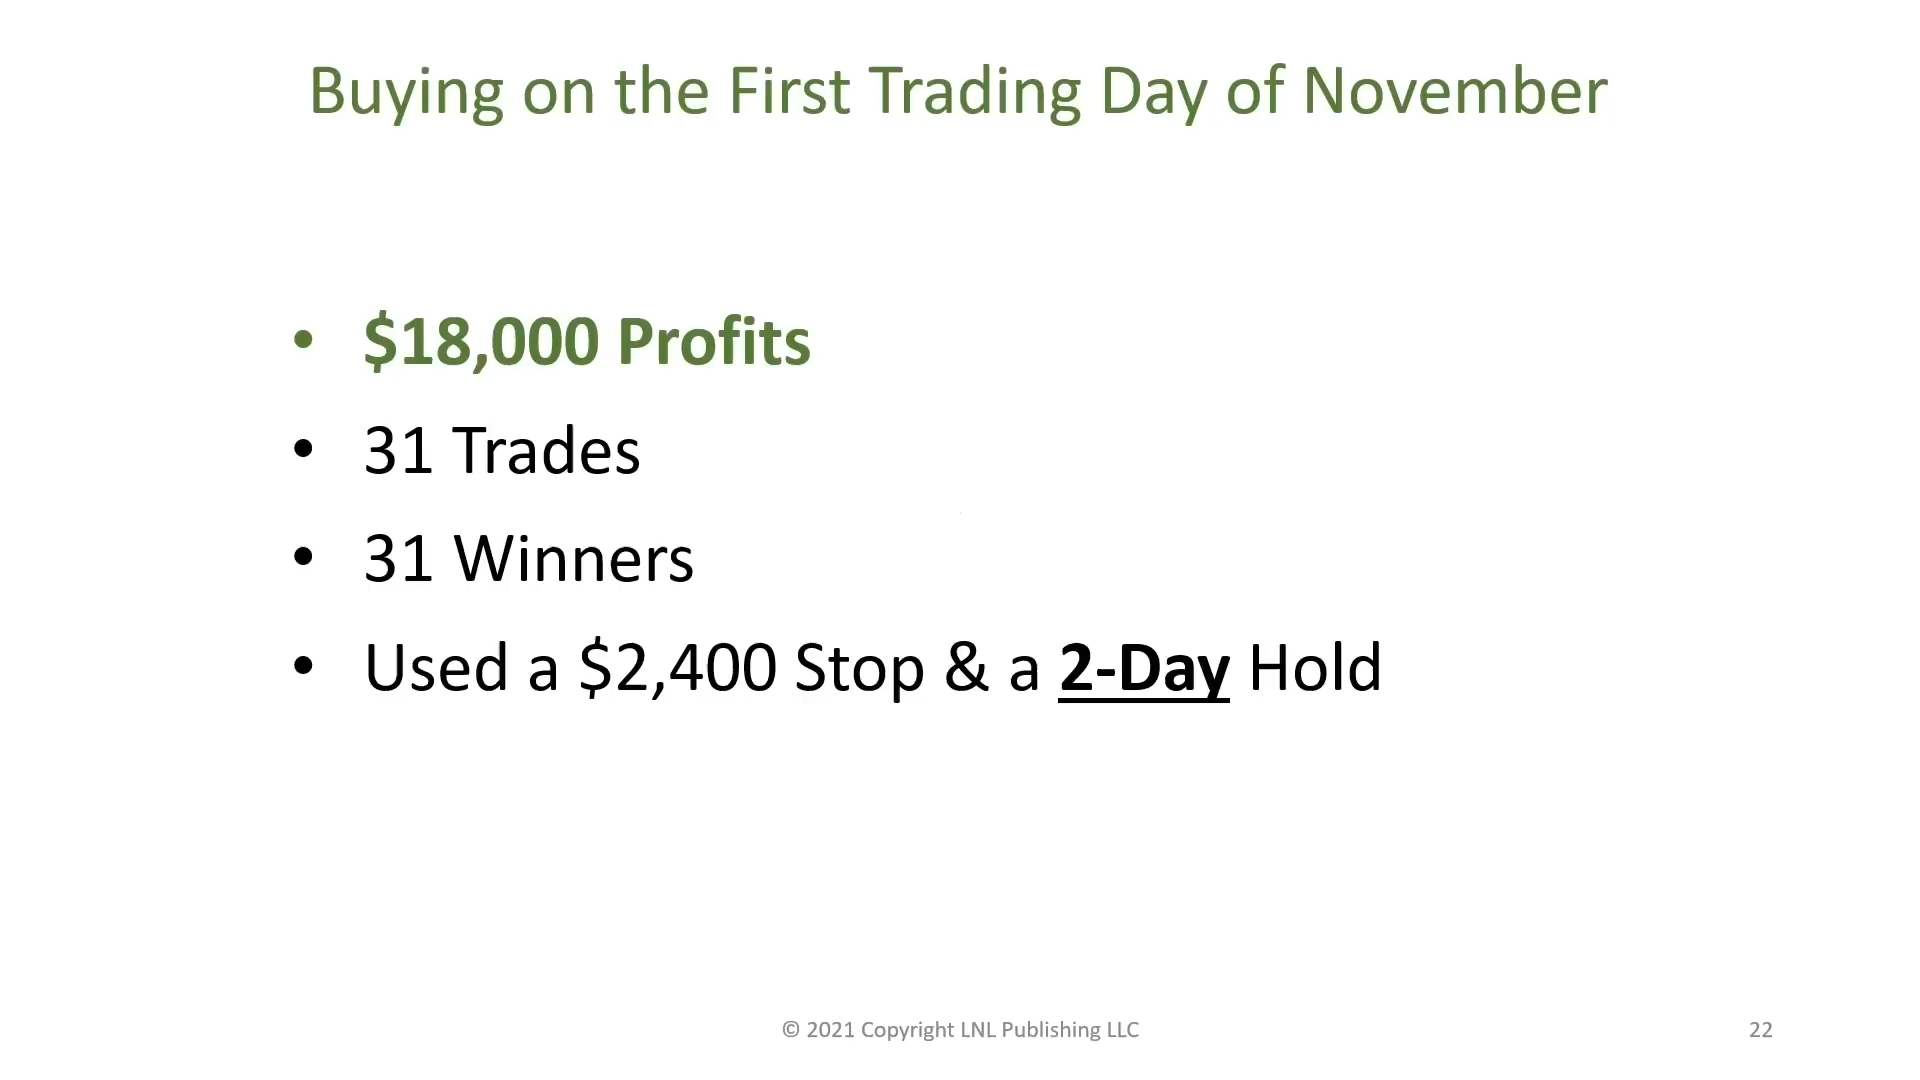 Buying on the First Trading Day of November
• $18,000 Profits
• 31 Trades
• 31 Winners
• Used a $2,400 Stop & a 2-Day Hold
© 2021 Copyright LNL Publishing LLC
22